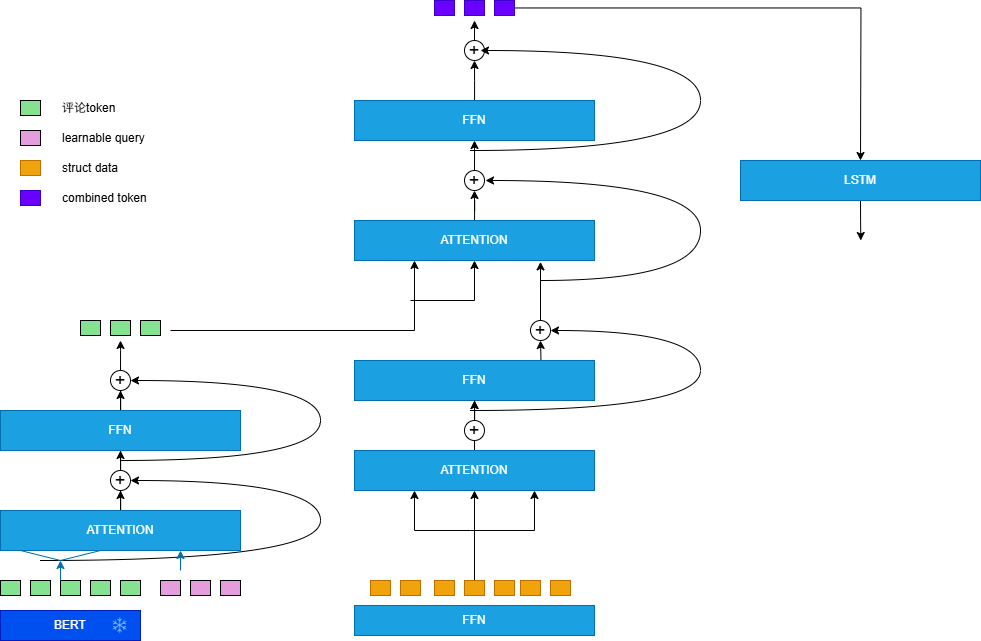 FFN
评论token
learnable query
struct data
combined token
LSTM
ATTENTION
FFN
FFN
ATTENTION
ATTENTION
BERT
FFN